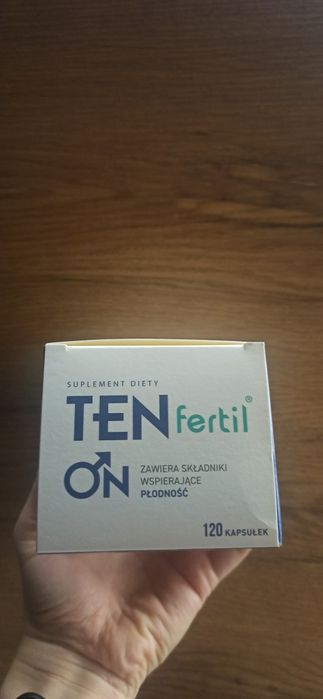 SUPLEMENT DIETY
TENfertil®
ON
ZAWIERA SKŁADNIKI
WSPIERAJĄCE
PŁODNOŚĆ
120 KAPSUŁEK